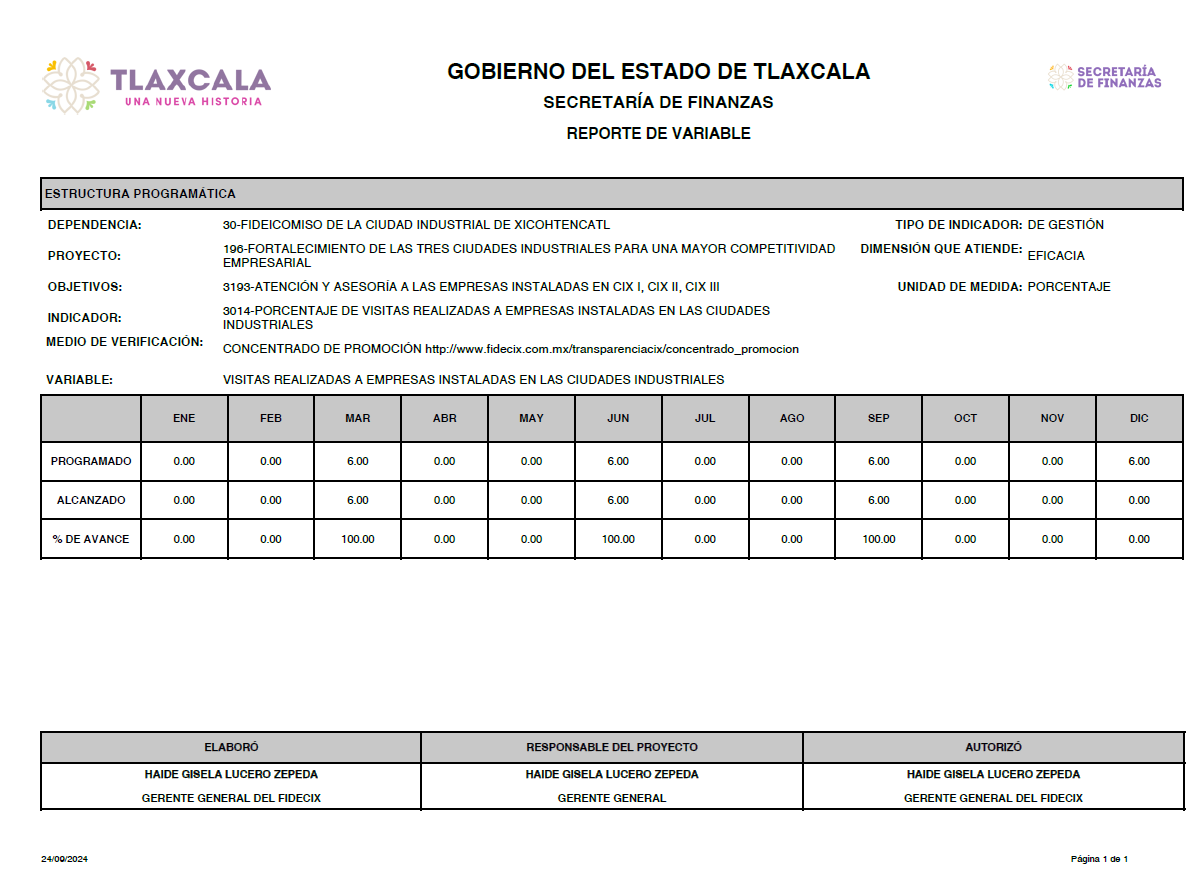 TLAXCALA
UNA NUEVA HISTORIA
GOBIERNO DEL ESTADO DE TLAXCALA
SECRETARÍA DE FINANZAS
REPORTE DE VARIABLE
SECRETARÍA
DE FINANZAS
ESTRUCTURA PROGRAMÁTICA
DEPENDENCIA: 30-FIDEICOMISO DE LA CIUDAD INDUSTRIAL DE XICOHTENCATL TIPO DE INDICADOR: DE GESTIÓN
PROYECTO: 196-FORTALECIMIENTO DE LAS TRES CIUDADES INDUSTRIALES PARA UNA MAYOR COMPETITIVIDAD
EMPRESARIAL
DIMENSIÓN QUE ATIENDE: EFICACIA
OBJETIVOS: 3193-ATENCIÓN Y ASESORÍA A LAS EMPRESAS INSTALADAS EN CIX I, CIX II, CIX III UNIDAD DE MEDIDA: PORCENTAJE
INDICADOR: 3014-PORCENTAJE DE VISITAS REALIZADAS A EMPRESAS INSTALADAS EN LAS CIUDADES
INDUSTRIALES
MEDIO DE VERIFICACIÓN: CONCENTRADO DE PROMOCIÓN http://www.fidecix.com.mx/transparenciacix/concentrado_promocion
VARIABLE: VISITAS REALIZADAS A EMPRESAS INSTALADAS EN LAS CIUDADES INDUSTRIALES
ENE FEB MAR ABR MAY JUN JUL AGO SEP OCT NOV DIC
PROGRAMADO 0.00 0.00 6.00 0.00 0.00 6.00 0.00 0.00 6.00 0.00 0.00 6.00
ALCANZADO 0.00 0.00 6.00 0.00 0.00 6.00 0.00 0.00 6.00 0.00 0.00 0.00
% DE AVANCE 0.00 0.00 100.00 0.00 0.00 100.00 0.00 0.00 100.00 0.00 0.00 0.00
ELABORÓ RESPONSABLE DEL PROYECTO AUTORIZÓ
HAIDE GISELA LUCERO ZEPEDA HAIDE GISELA LUCERO ZEPEDA HAIDE GISELA LUCERO ZEPEDA
GERENTE GENERAL DEL FIDECIX GERENTE GENERAL GERENTE GENERAL DEL FIDECIX
24/09/2024 Página 1 de 1